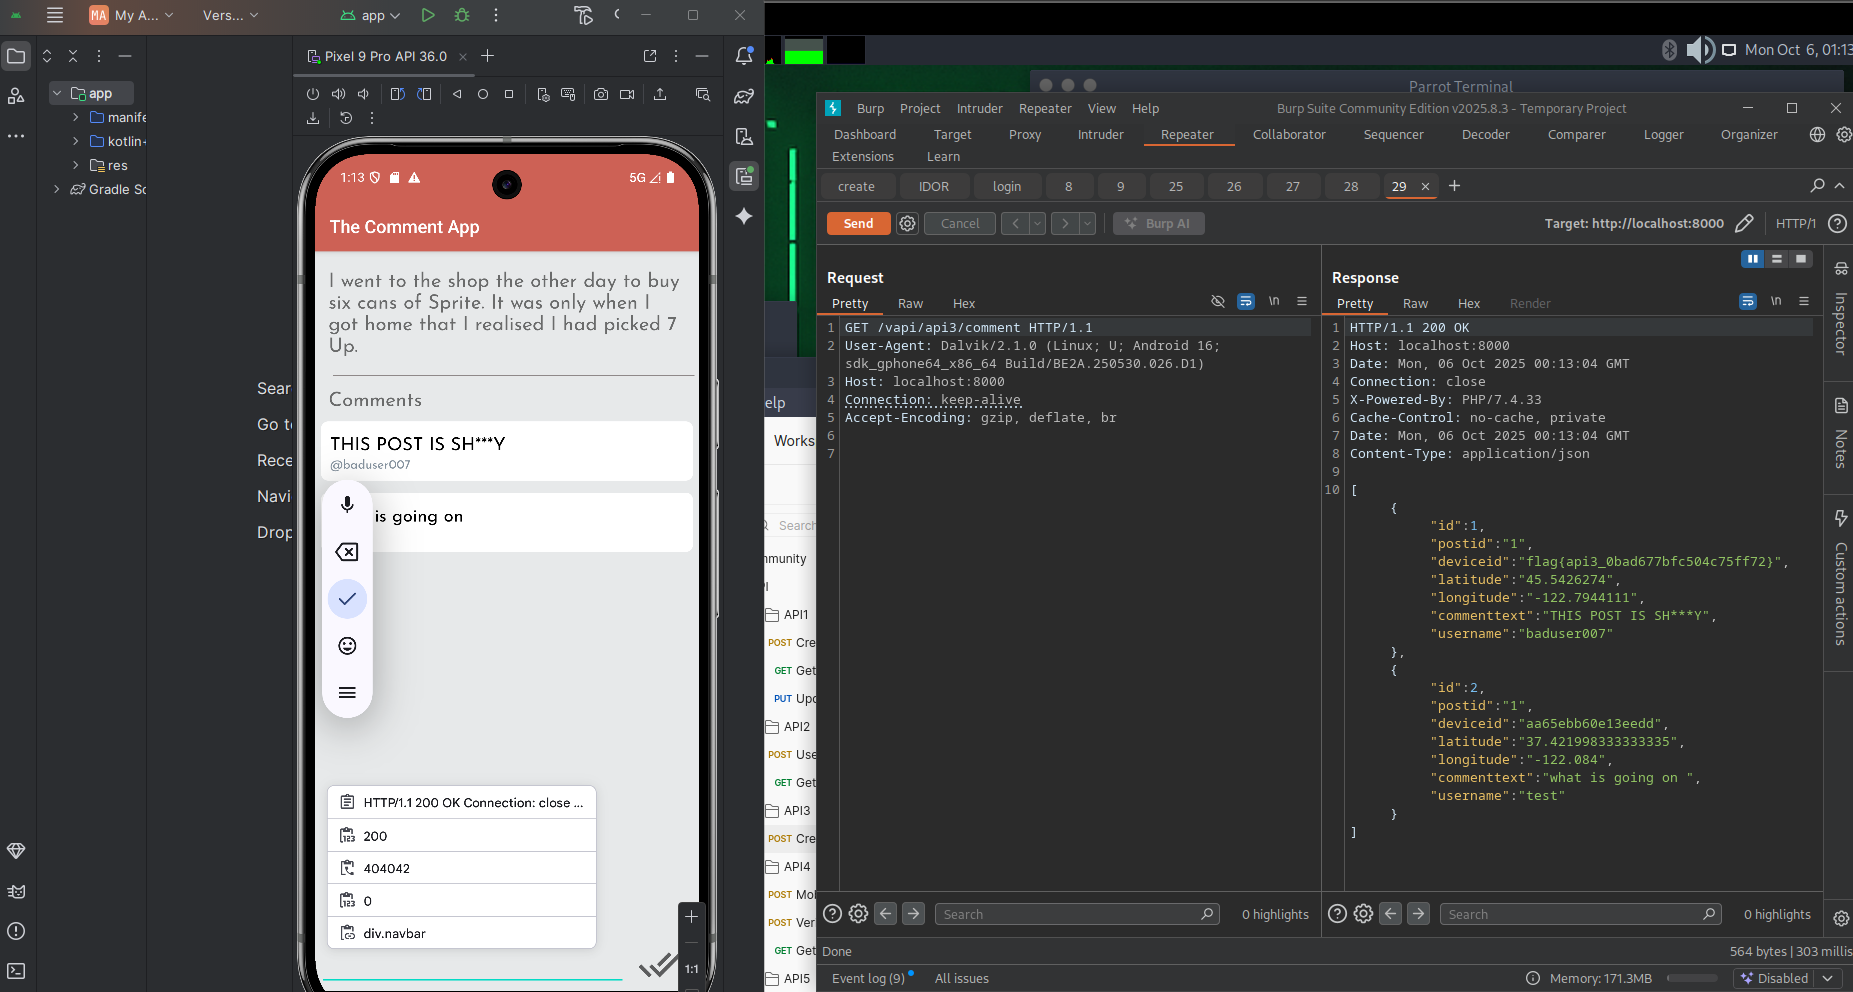 MA My A...
Vers...
app
Pixel 9 Pro API 36.0
app
manife
kotlin-
res
Gradle Sc
Sear
Go t
Rece
Navi
Drop
1:13
5G
The Comment App
I went to the shop the other day to buy
six cans of Sprite. It was only when I
got home that I realised I had picked 7
Up.
Comments
THIS POST IS SH***Y
@baduser007
is going on
HTTP/1.1 200 OK Connection: close ...
200
404042
0
div.navbar
1:1
Mon Oct 6, 01:13
Parrot Terminal
elp
Works
Search
mmunity
API1
POST Cre
GET Get
PUT Upd
API2
POST Use
GET Get
API3
POST Cre
API4
POST Mob
POST Ver
GET Get
API5
Burp Project Intruder Repeater View Help
Burp Suite Community Edition v2025.8.3 - Temporary Project
Dashboard Target Proxy Intruder Repeater Collaborator Sequencer Decoder Comparer Logger Organizer
Extensions Learn
create IDOR login 8 9 25 26 27 28 29
Send Cancel Burp AI
Target: http://localhost:8000 HTTP/1
Request
Pretty Raw Hex \n
1 GET /vapi/api3/comment HTTP/1.1
2 User-Agent: Dalvik/2.1.0 (Linux; U; Android 16;
sdk_gphone64_x86_64 Build/BE2A.250530.026.D1)
3 Host: localhost:8000
4 Connection: keep-alive
5 Accept-Encoding: gzip, deflate, br
6
7
Search 0 highlights
Response
Pretty Raw Hex Render \n
1 HTTP/1.1 200 OK
2 Host: localhost:8000
3 Date: Mon, 06 Oct 2025 00:13:04 GMT
4 Connection: close
5 X-Powered-By: PHP/7.4.33
6 Cache-Control: no-cache, private
7 Date: Mon, 06 Oct 2025 00:13:04 GMT
8 Content-Type: application/json
9
10 [
{
"id":1,
"postid":"1",
"deviceid":"flag{api3_0bad677bfc504c75ff72}",
"latitude":"45.5426274",
"longitude":"-122.7944111",
"commenttext":"THIS POST IS SH***Y",
"username":"baduser007"
},
{
"id":2,
"postid":"1",
"deviceid":"aa65ebb60e13eedd",
"latitude":"37.421998333333335",
"longitude":"-122.084",
"commenttext":"what is going on ",
"username":"test"
}
]
Search 0 highlights
Inspector
Notes
Custom actions
Done
564 bytes | 303 millis
Event log (9) All issues
Memory: 171.3MB Disabled